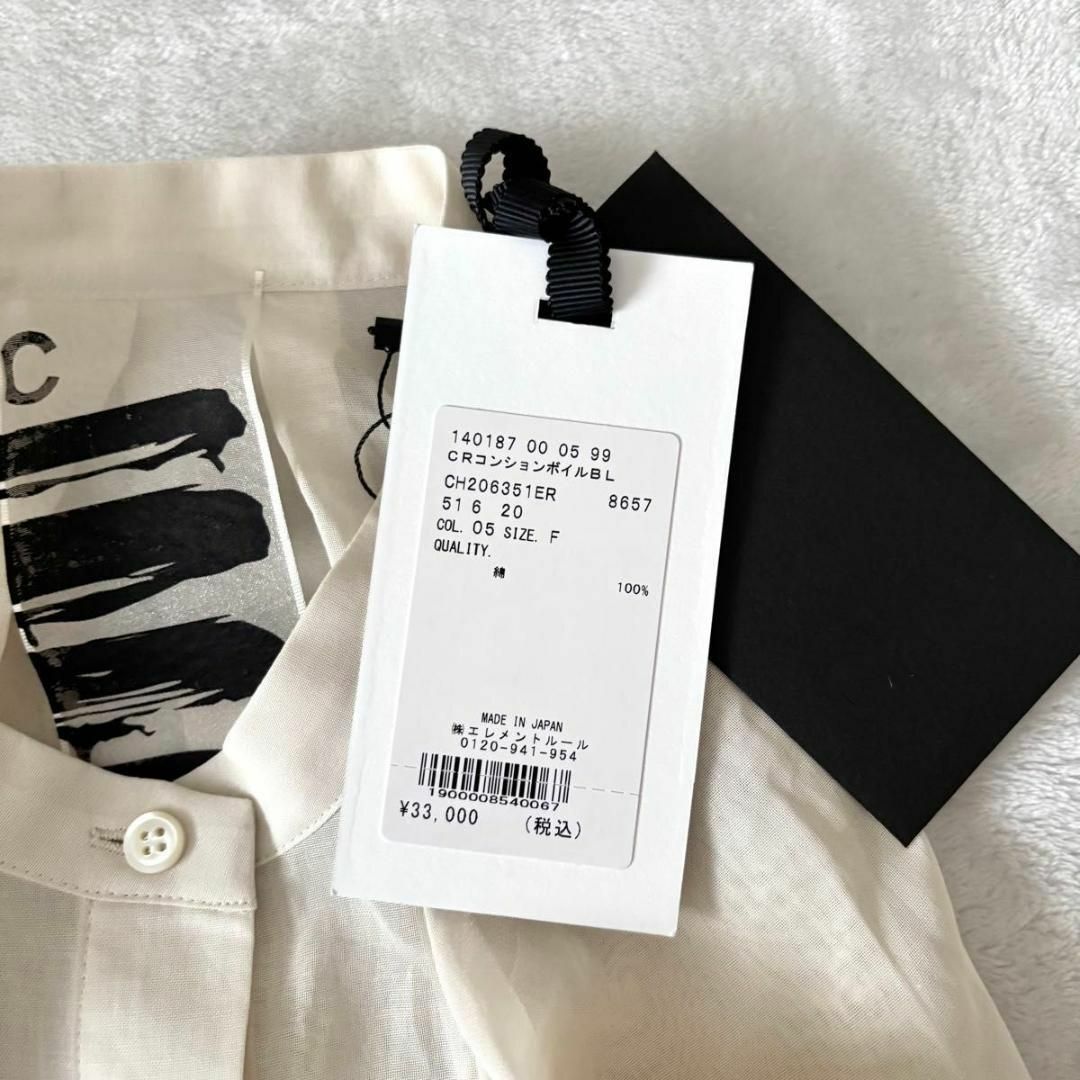 C
140187 00 05 99
CRコンションボイルBL
CH206351ER 8657
51 6 20
COL. 05 SIZE. F
QUALITY.
綿 100%
MADE IN JAPAN
㈱エレメントルール
0120-941-954
1900008540067
¥33,000 (税込)